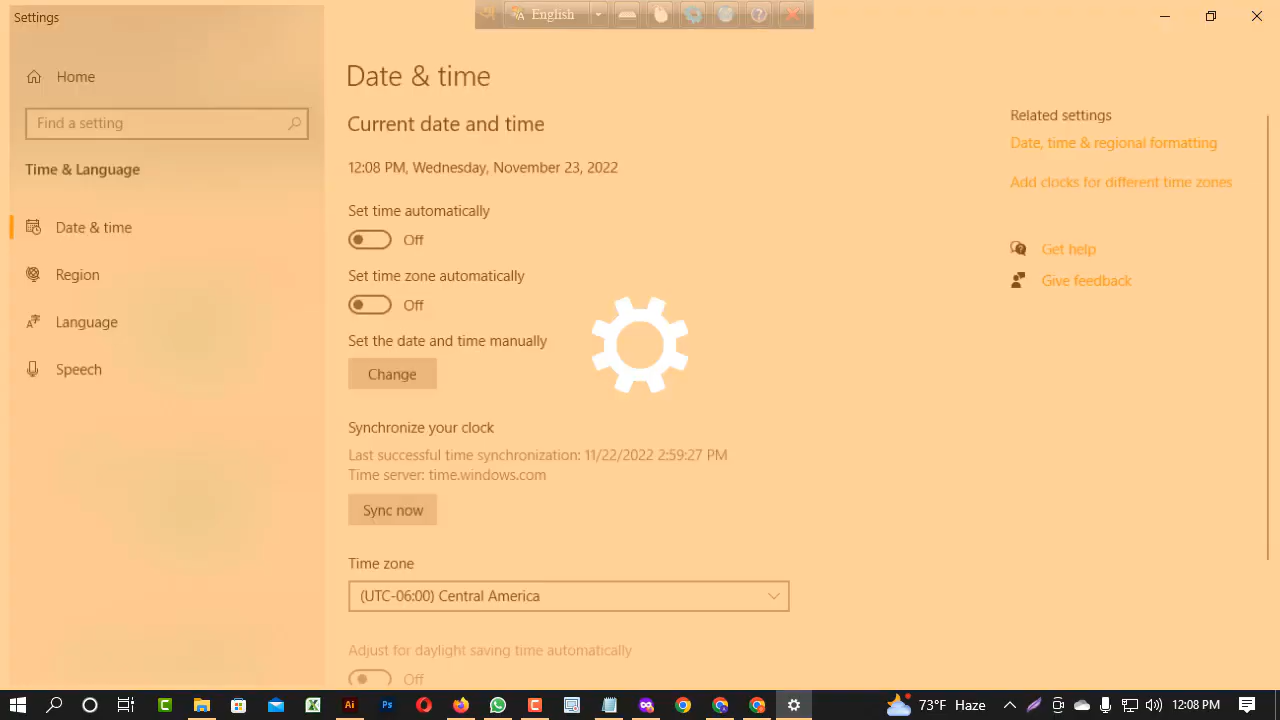 Settings
English
Home
Find a setting
Time & Language
Date & time
Region
Language
Speech
Date & time
Current date and time
12:08 PM, Wednesday, November 23, 2022
Set time automatically
Off
Set time zone automatically
Off
Set the date and time manually
Change
Synchronize your clock
Last successful time synchronization: 11/22/2022 2:59:27 PM
Time server: time.windows.com
Sync now
Time zone
(UTC-06:00) Central America
Adjust for daylight saving time automatically
Off
Related settings
Date, time & regional formatting
Add clocks for different time zones
Get help
Give feedback
Ai
Ps
73°F Haze
12:08 PM